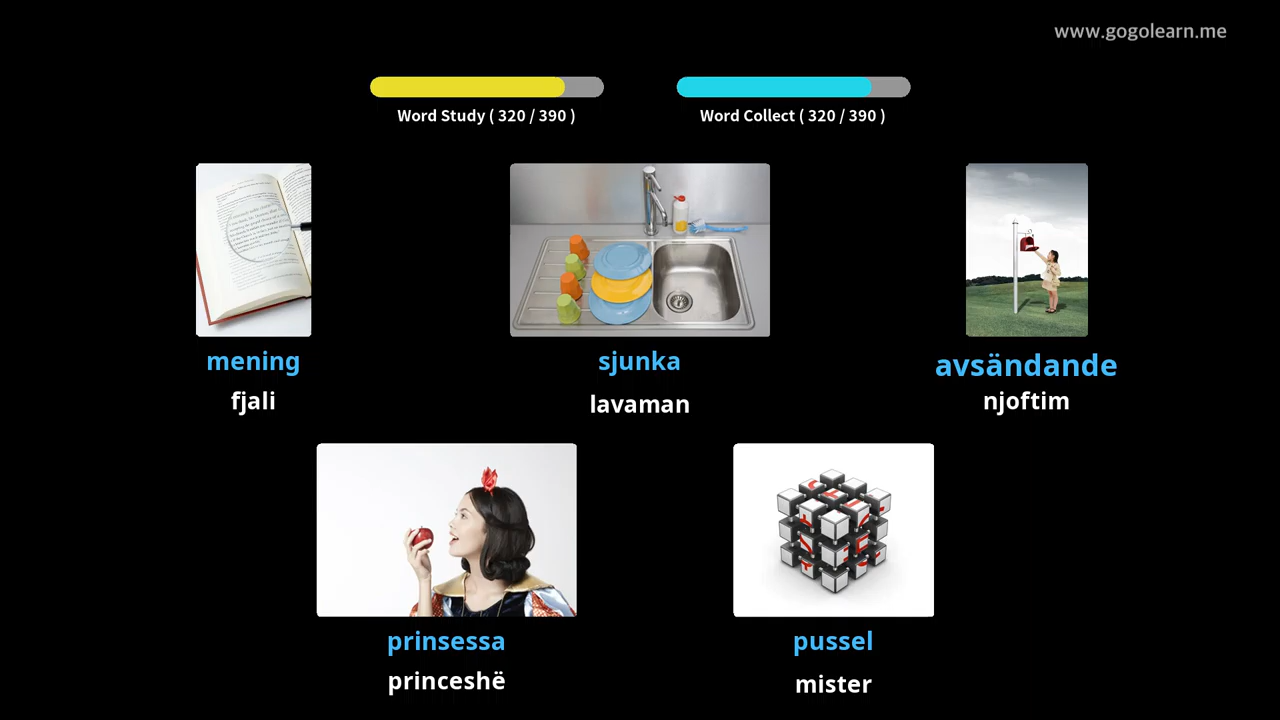 www.gogolearn.me
Word Study ( 320 / 390 )
Word Collect ( 320 / 390 )
mening
fjali
sjunka
lavaman
avsändande
njoftim
prinsessa
princeshë
pussel
mister